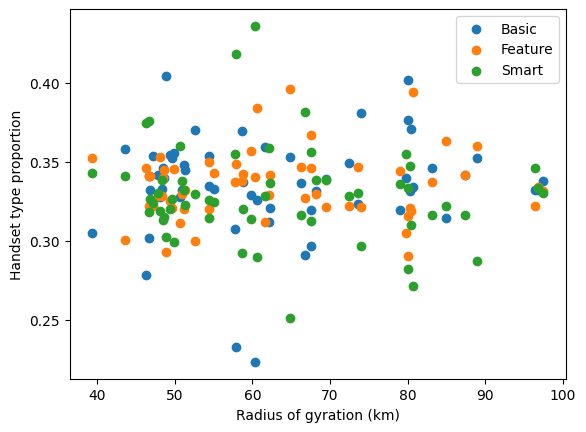 Basic
Feature
Smart
0.40
0.35
0.30
0.25
Handset type proportion
40 50 60 70 80 90 100
Radius of gyration (km)